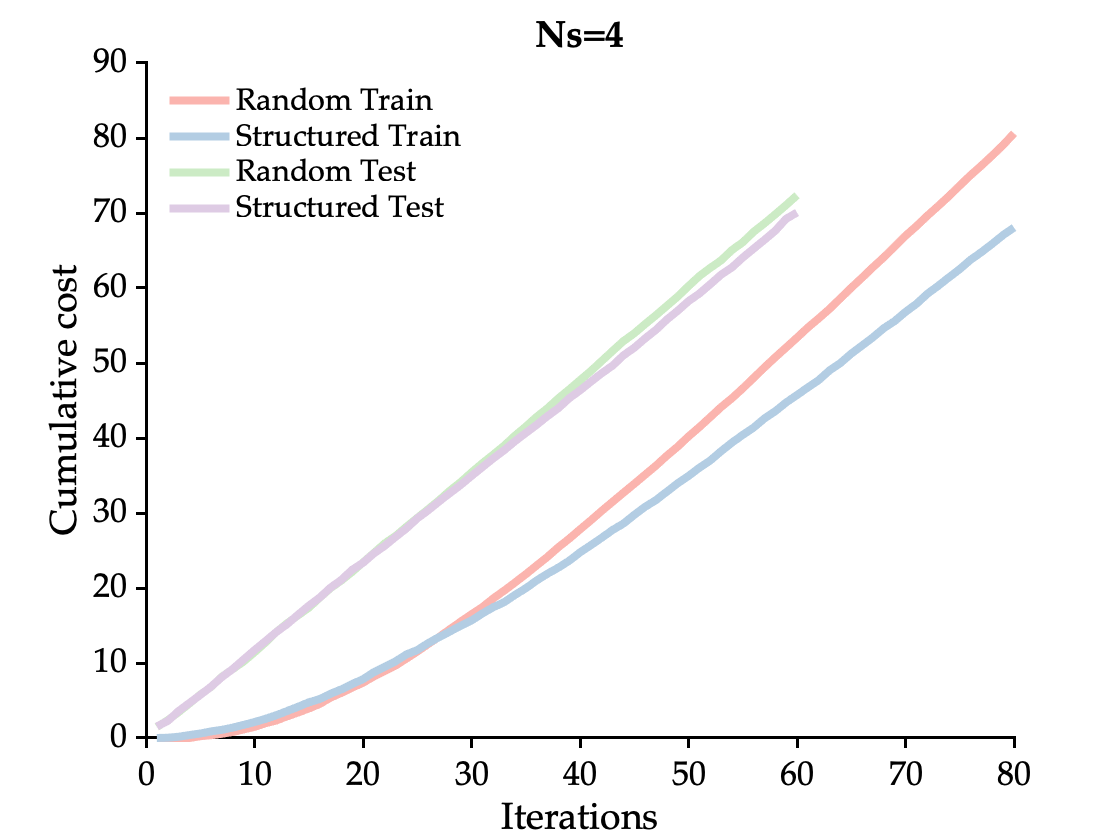 Ns=4
90
80
70
60
50
40
30
20
10
0
Random Train
Structured Train
Random Test
Structured Test
Cumulative cost
0 10 20 30 40 50 60 70 80
Iterations